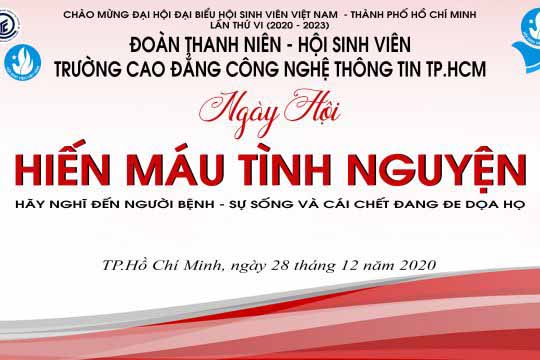 CHÀO MỪNG ĐẠI HỘI ĐẠI BIỂU HỘI SINH VIÊN VIỆT NAM - THÀNH PHỐ HỒ CHÍ MINH
LẦN THỨ VI (2020 - 2023)
ĐOÀN THANH NIÊN - HỘI SINH VIÊN
TRƯỜNG CAO ĐẲNG CÔNG NGHỆ THÔNG TIN TP.HCM
Ngày Hội
HIẾN MÁU TÌNH NGUYỆN
HÃY NGHĨ ĐẾN NGƯỜI BỆNH - SỰ SỐNG VÀ CÁI CHẾT ĐANG ĐE DỌA HỌ
TP.Hồ Chí Minh, ngày 28 tháng 12 năm 2020